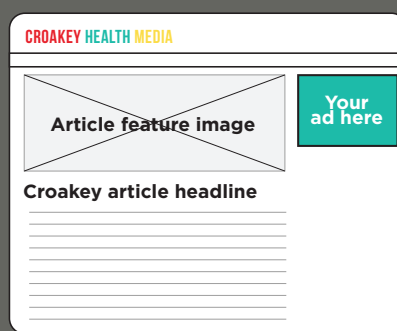 CROAKEY HEALTH MEDIA
Article feature image
Your
ad here
Croakey article headline